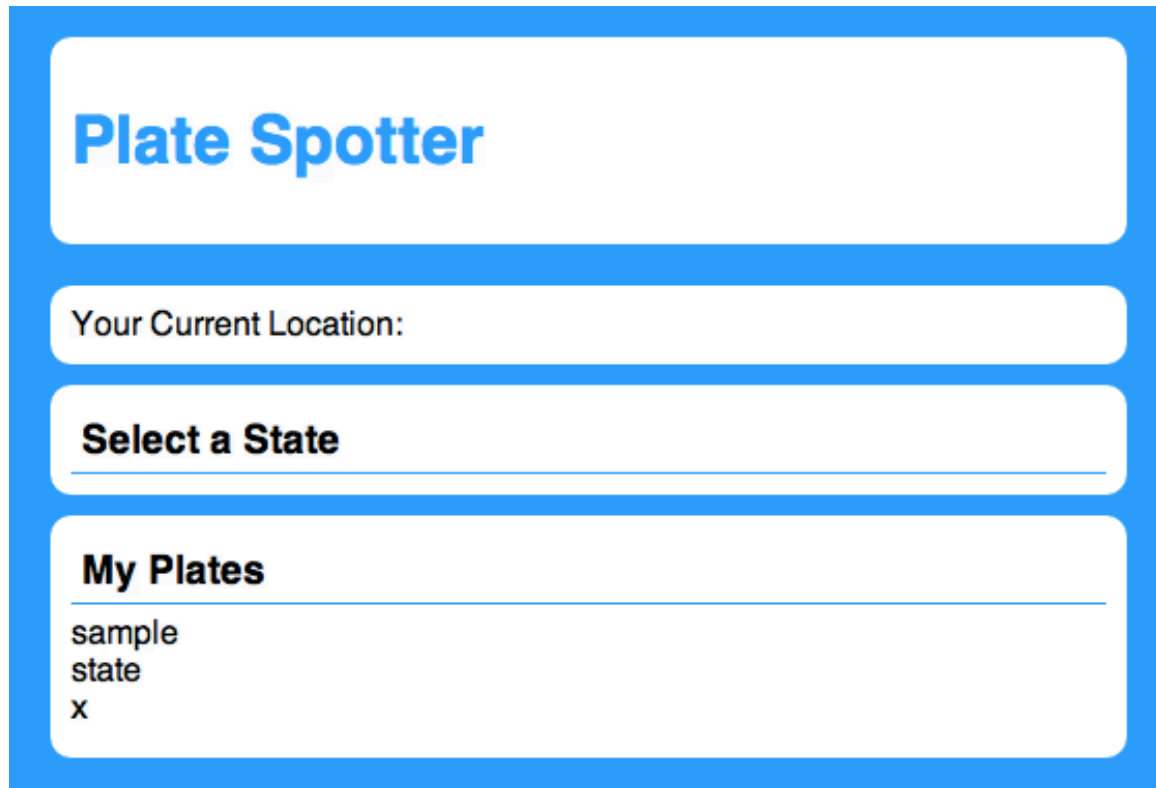 Plate Spotter
Your Current Location:
Select a State
My Plates
sample
state
x